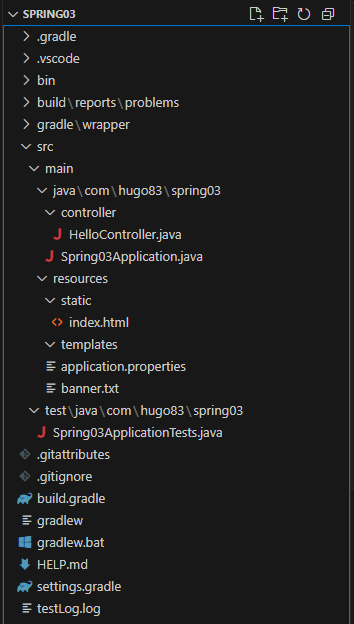 SPRING03
.gradle
.vscode
bin
build\reports\problems
gradle\wrapper
src
main
java\com\hugo83\spring03
controller
HelloController.java
Spring03Application.java
resources
static
index.html
templates
application.properties
banner.txt
test\java\com\hugo83\spring03
Spring03ApplicationTests.java
.gitattributes
.gitignore
build.gradle
gradlew
gradlew.bat
HELP.md
settings.gradle
testLog.log